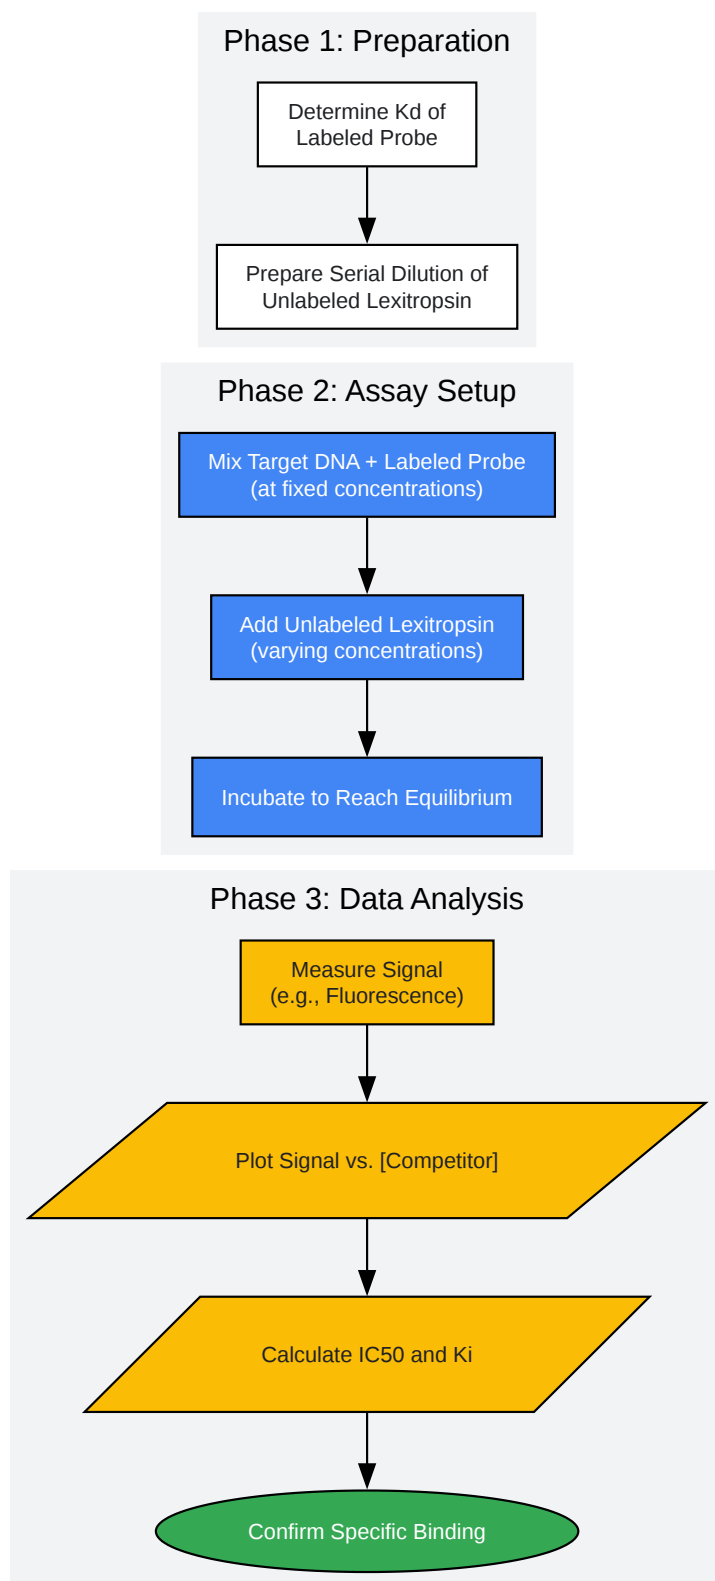 Phase 1: Preparation
Determine Kd of
Labeled Probe
Prepare Serial Dilution of
Unlabeled Lexitropsin
Phase 2: Assay Setup
Mix Target DNA + Labeled Probe
(at fixed concentrations)
Add Unlabeled Lexitropsin
(varying concentrations)
Incubate to Reach Equilibrium
Phase 3: Data Analysis
Measure Signal
(e.g., Fluorescence)
Plot Signal vs. [Competitor]
Calculate IC50 and Ki
Confirm Specific Binding